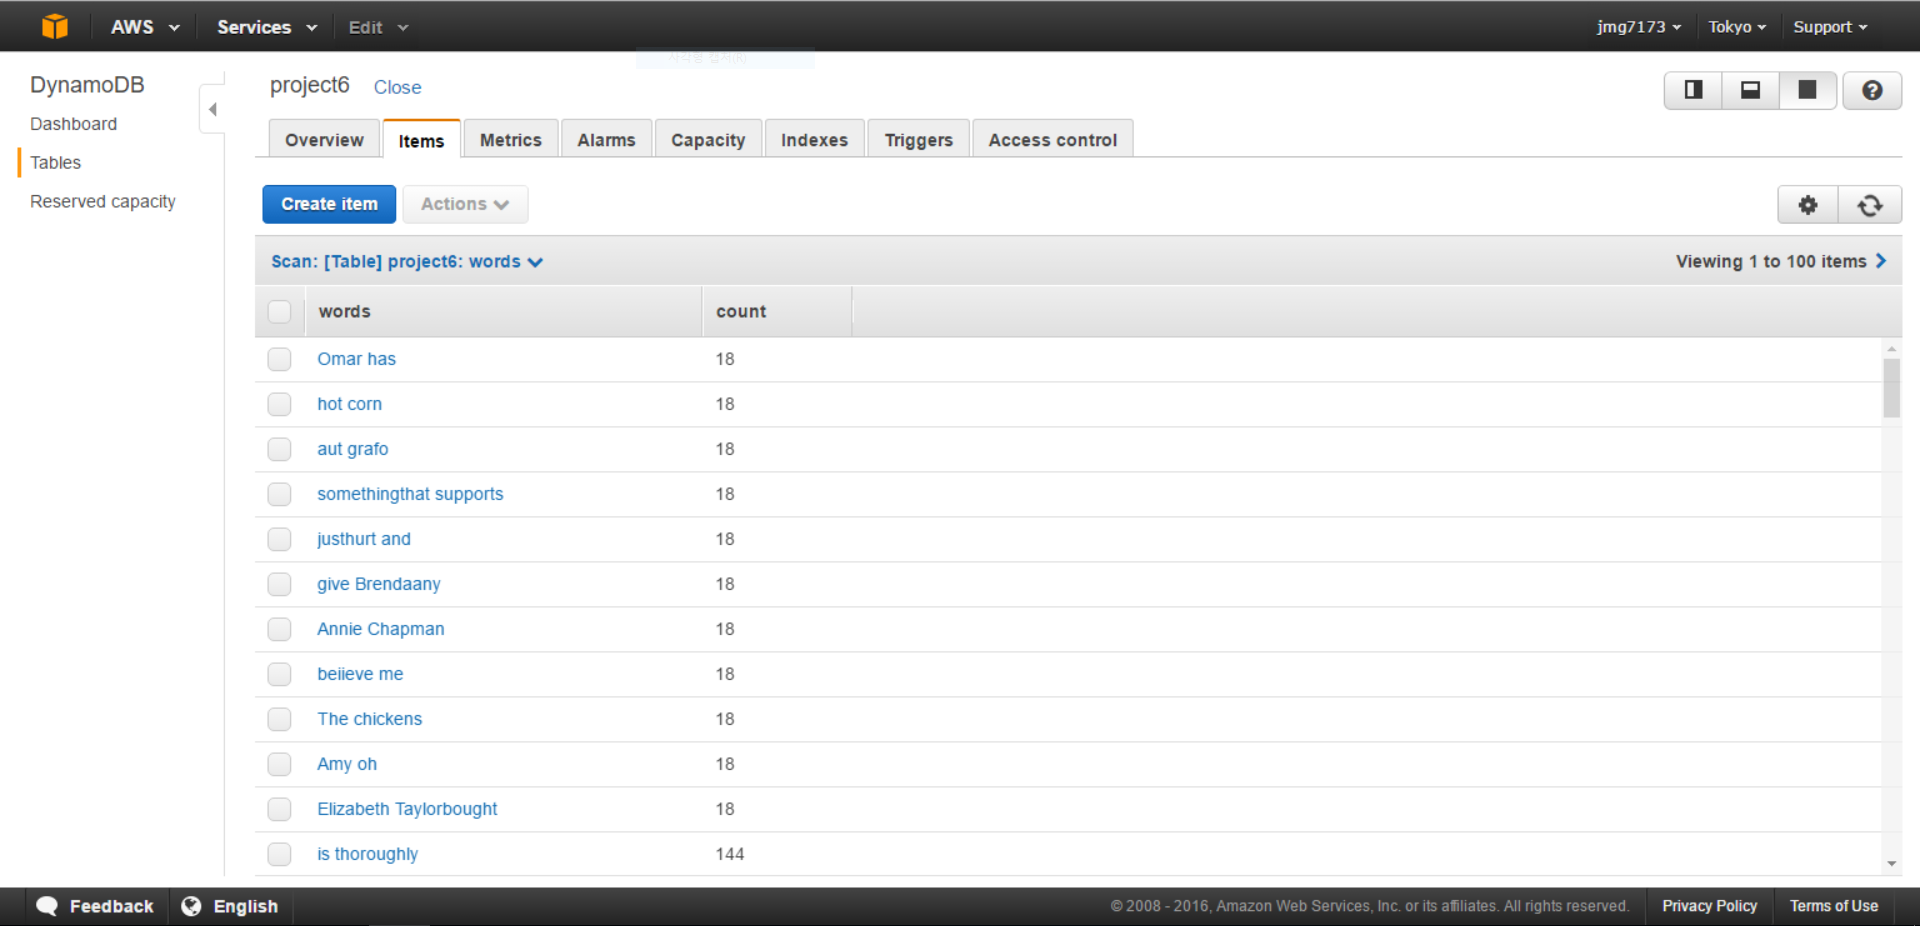 AWS Services Edit jmg7173 Tokyo Support
DynamoDB
Dashboard
Tables
Reserved capacity
project6 Close
Overview Items Metrics Alarms Capacity Indexes Triggers Access control
Create item Actions
Scan: [Table] project6: words Viewing 1 to 100 items
words count
Omar has 18
hot corn 18
aut grafo 18
somethingthat supports 18
justhurt and 18
give Brendaany 18
Annie Chapman 18
beiieve me 18
The chickens 18
Amy oh 18
Elizabeth Taylorbought 18
is thoroughly 144
Feedback English © 2008 - 2016, Amazon Web Services, Inc. or its affiliates. All rights reserved. Privacy Policy Terms of Use